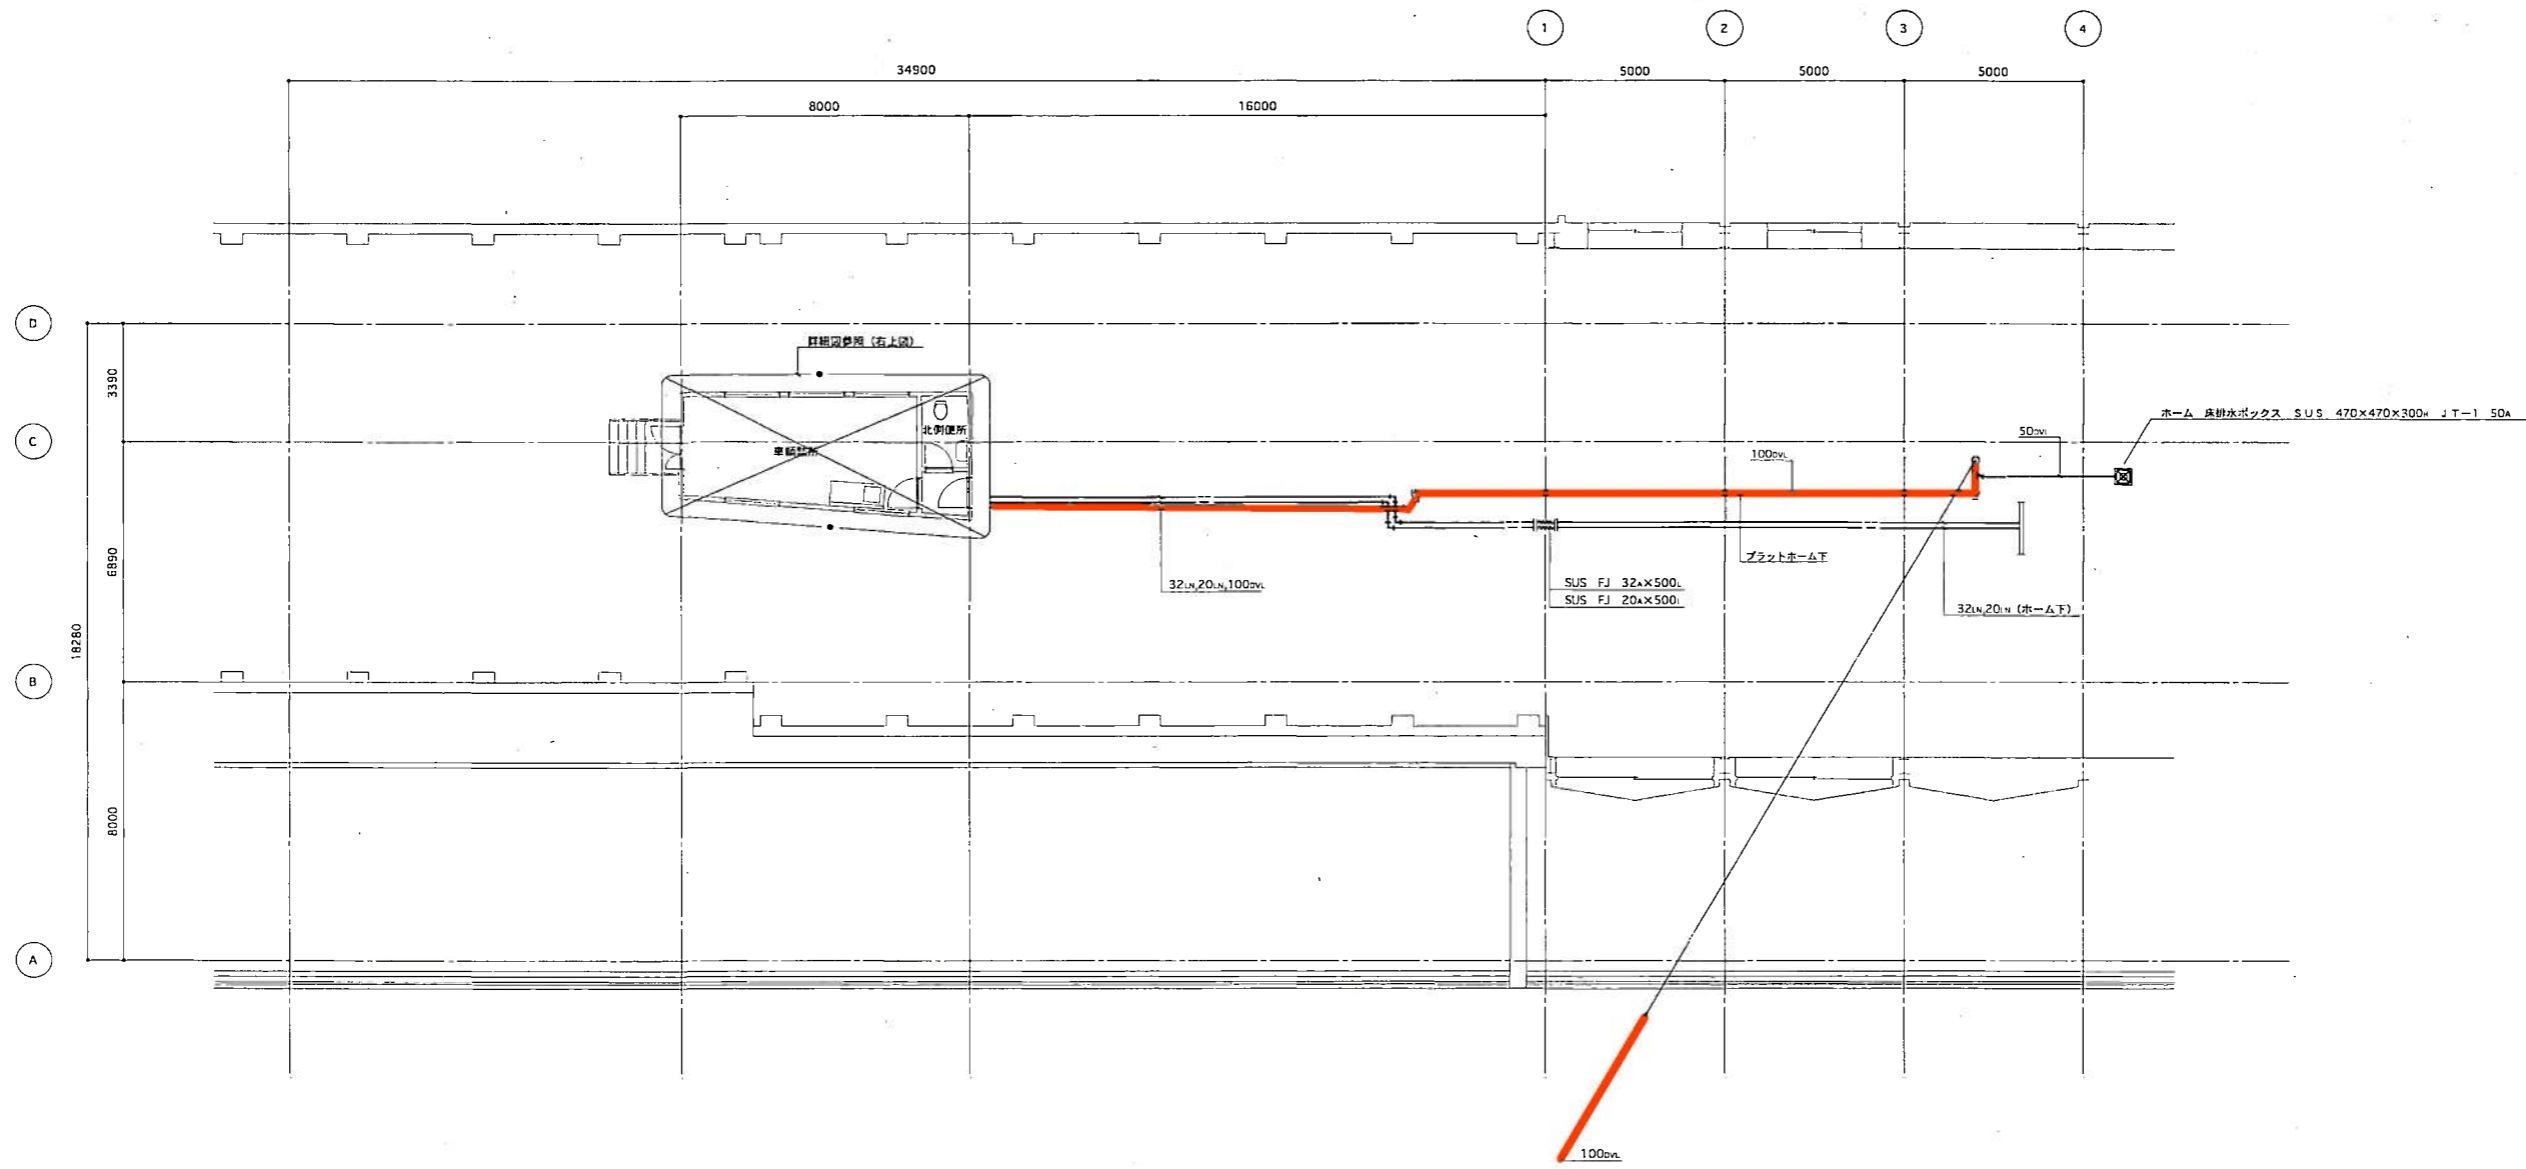 1
2
3
4
34900
5000
5000
5000
8000
16000
D
詳細図参照（右上図）
3390
ホーム 床排水ボックス SUS 470×470×300H JT-1 50A
C
北側便所
50DVL
100DVL
6890
プラットホーム下
32LN,20LN,100DVL
SUS FJ 32A×500L
SUS FJ 20A×500L
32LN,20LN（ホーム下）
18280
B
8000
A
100DVL